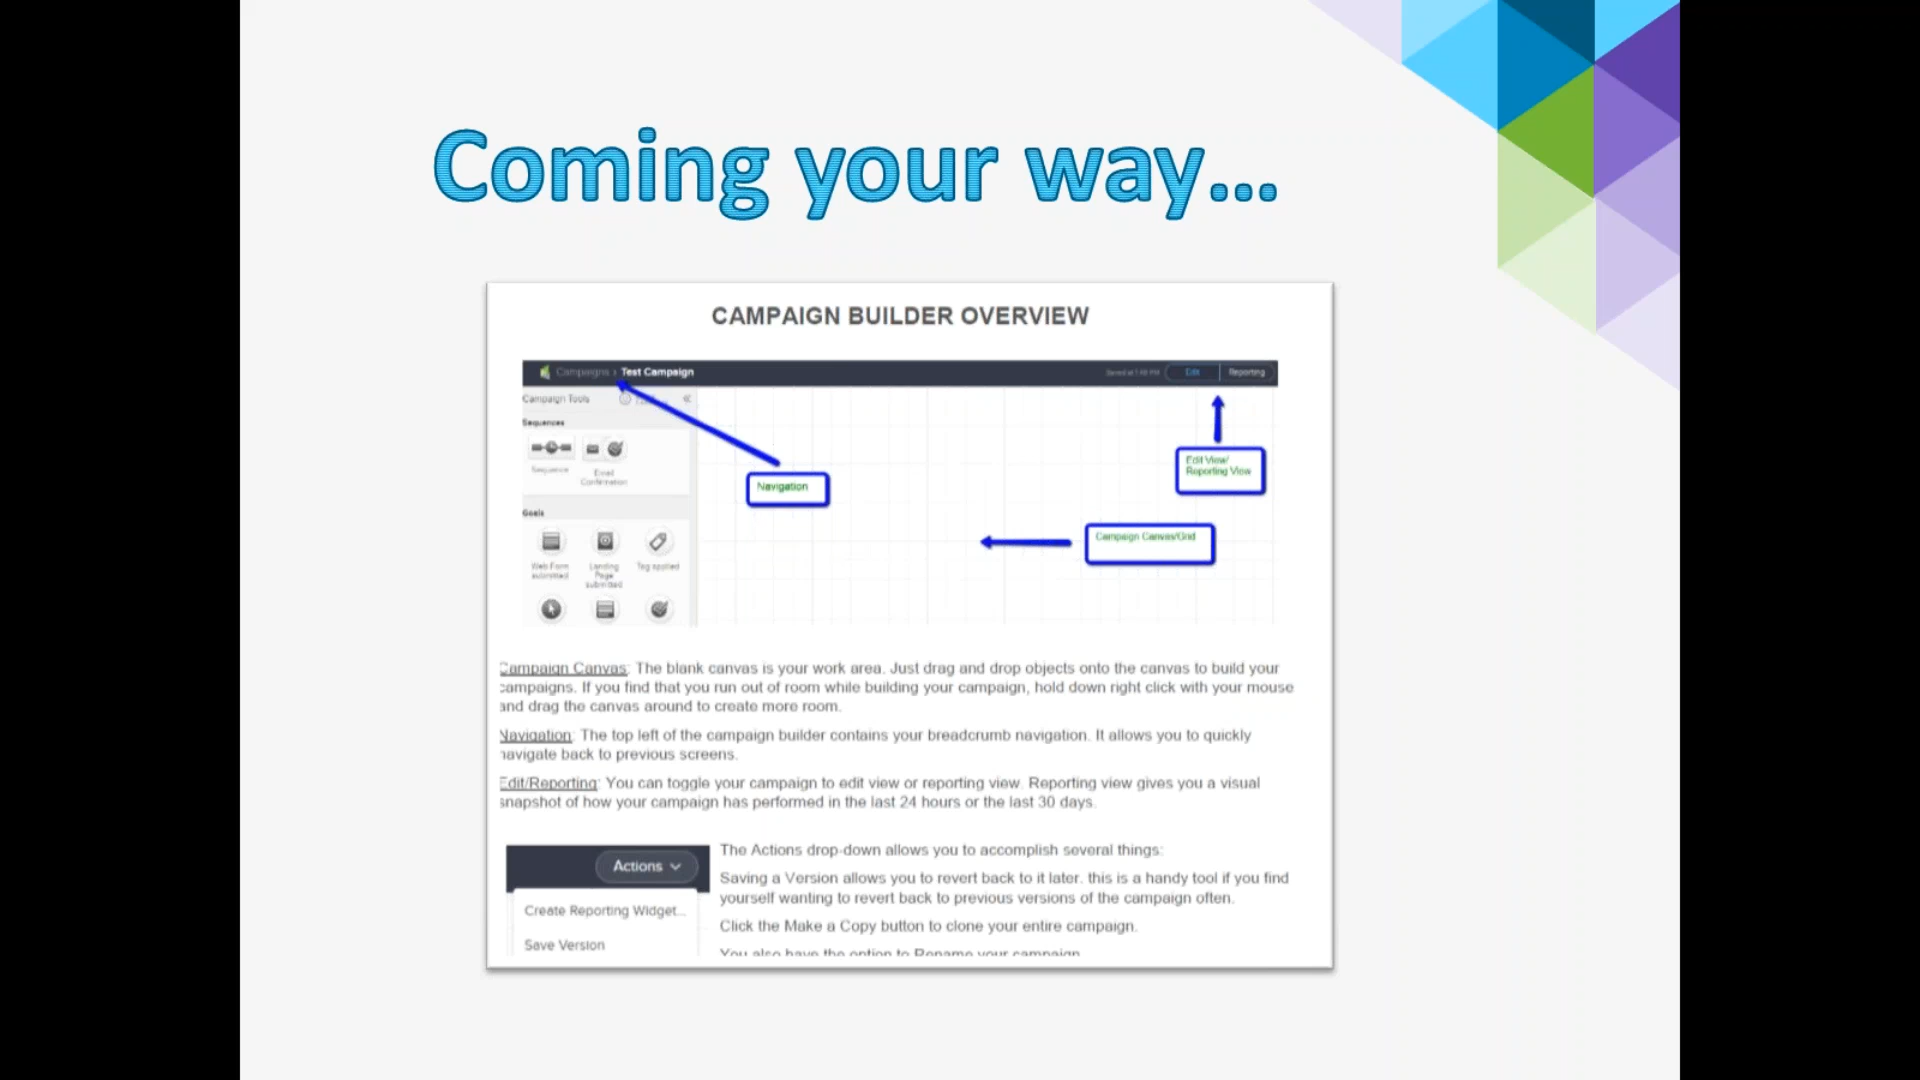 Coming your way...
CAMPAIGN BUILDER OVERVIEW
Campaigns › Test Campaign
Saved at 1:48 PM
Edit
Reporting
Campaign Tools
Sequences
Sequence
Email
Confirmation
Navigation
Edit View/
Reporting View
Goals
Campaign Canvas/Grid
Web Form
submitted
Landing
Page
submitted
Tag applied
Campaign Canvas: The blank canvas is your work area. Just drag and drop objects onto the canvas to build your
campaigns. If you find that you run out of room while building your campaign, hold down right click with your mouse
and drag the canvas around to create more room.
Navigation: The top left of the campaign builder contains your breadcrumb navigation. It allows you to quickly
navigate back to previous screens.
Edit/Reporting: You can toggle your campaign to edit view or reporting view. Reporting view gives you a visual
snapshot of how your campaign has performed in the last 24 hours or the last 30 days.
Actions
Create Reporting Widget...
Save Version
The Actions drop-down allows you to accomplish several things:
Saving a Version allows you to revert back to it later. this is a handy tool if you find
yourself wanting to revert back to previous versions of the campaign often.
Click the Make a Copy button to clone your entire campaign.
You also have the option to Rename your campaign